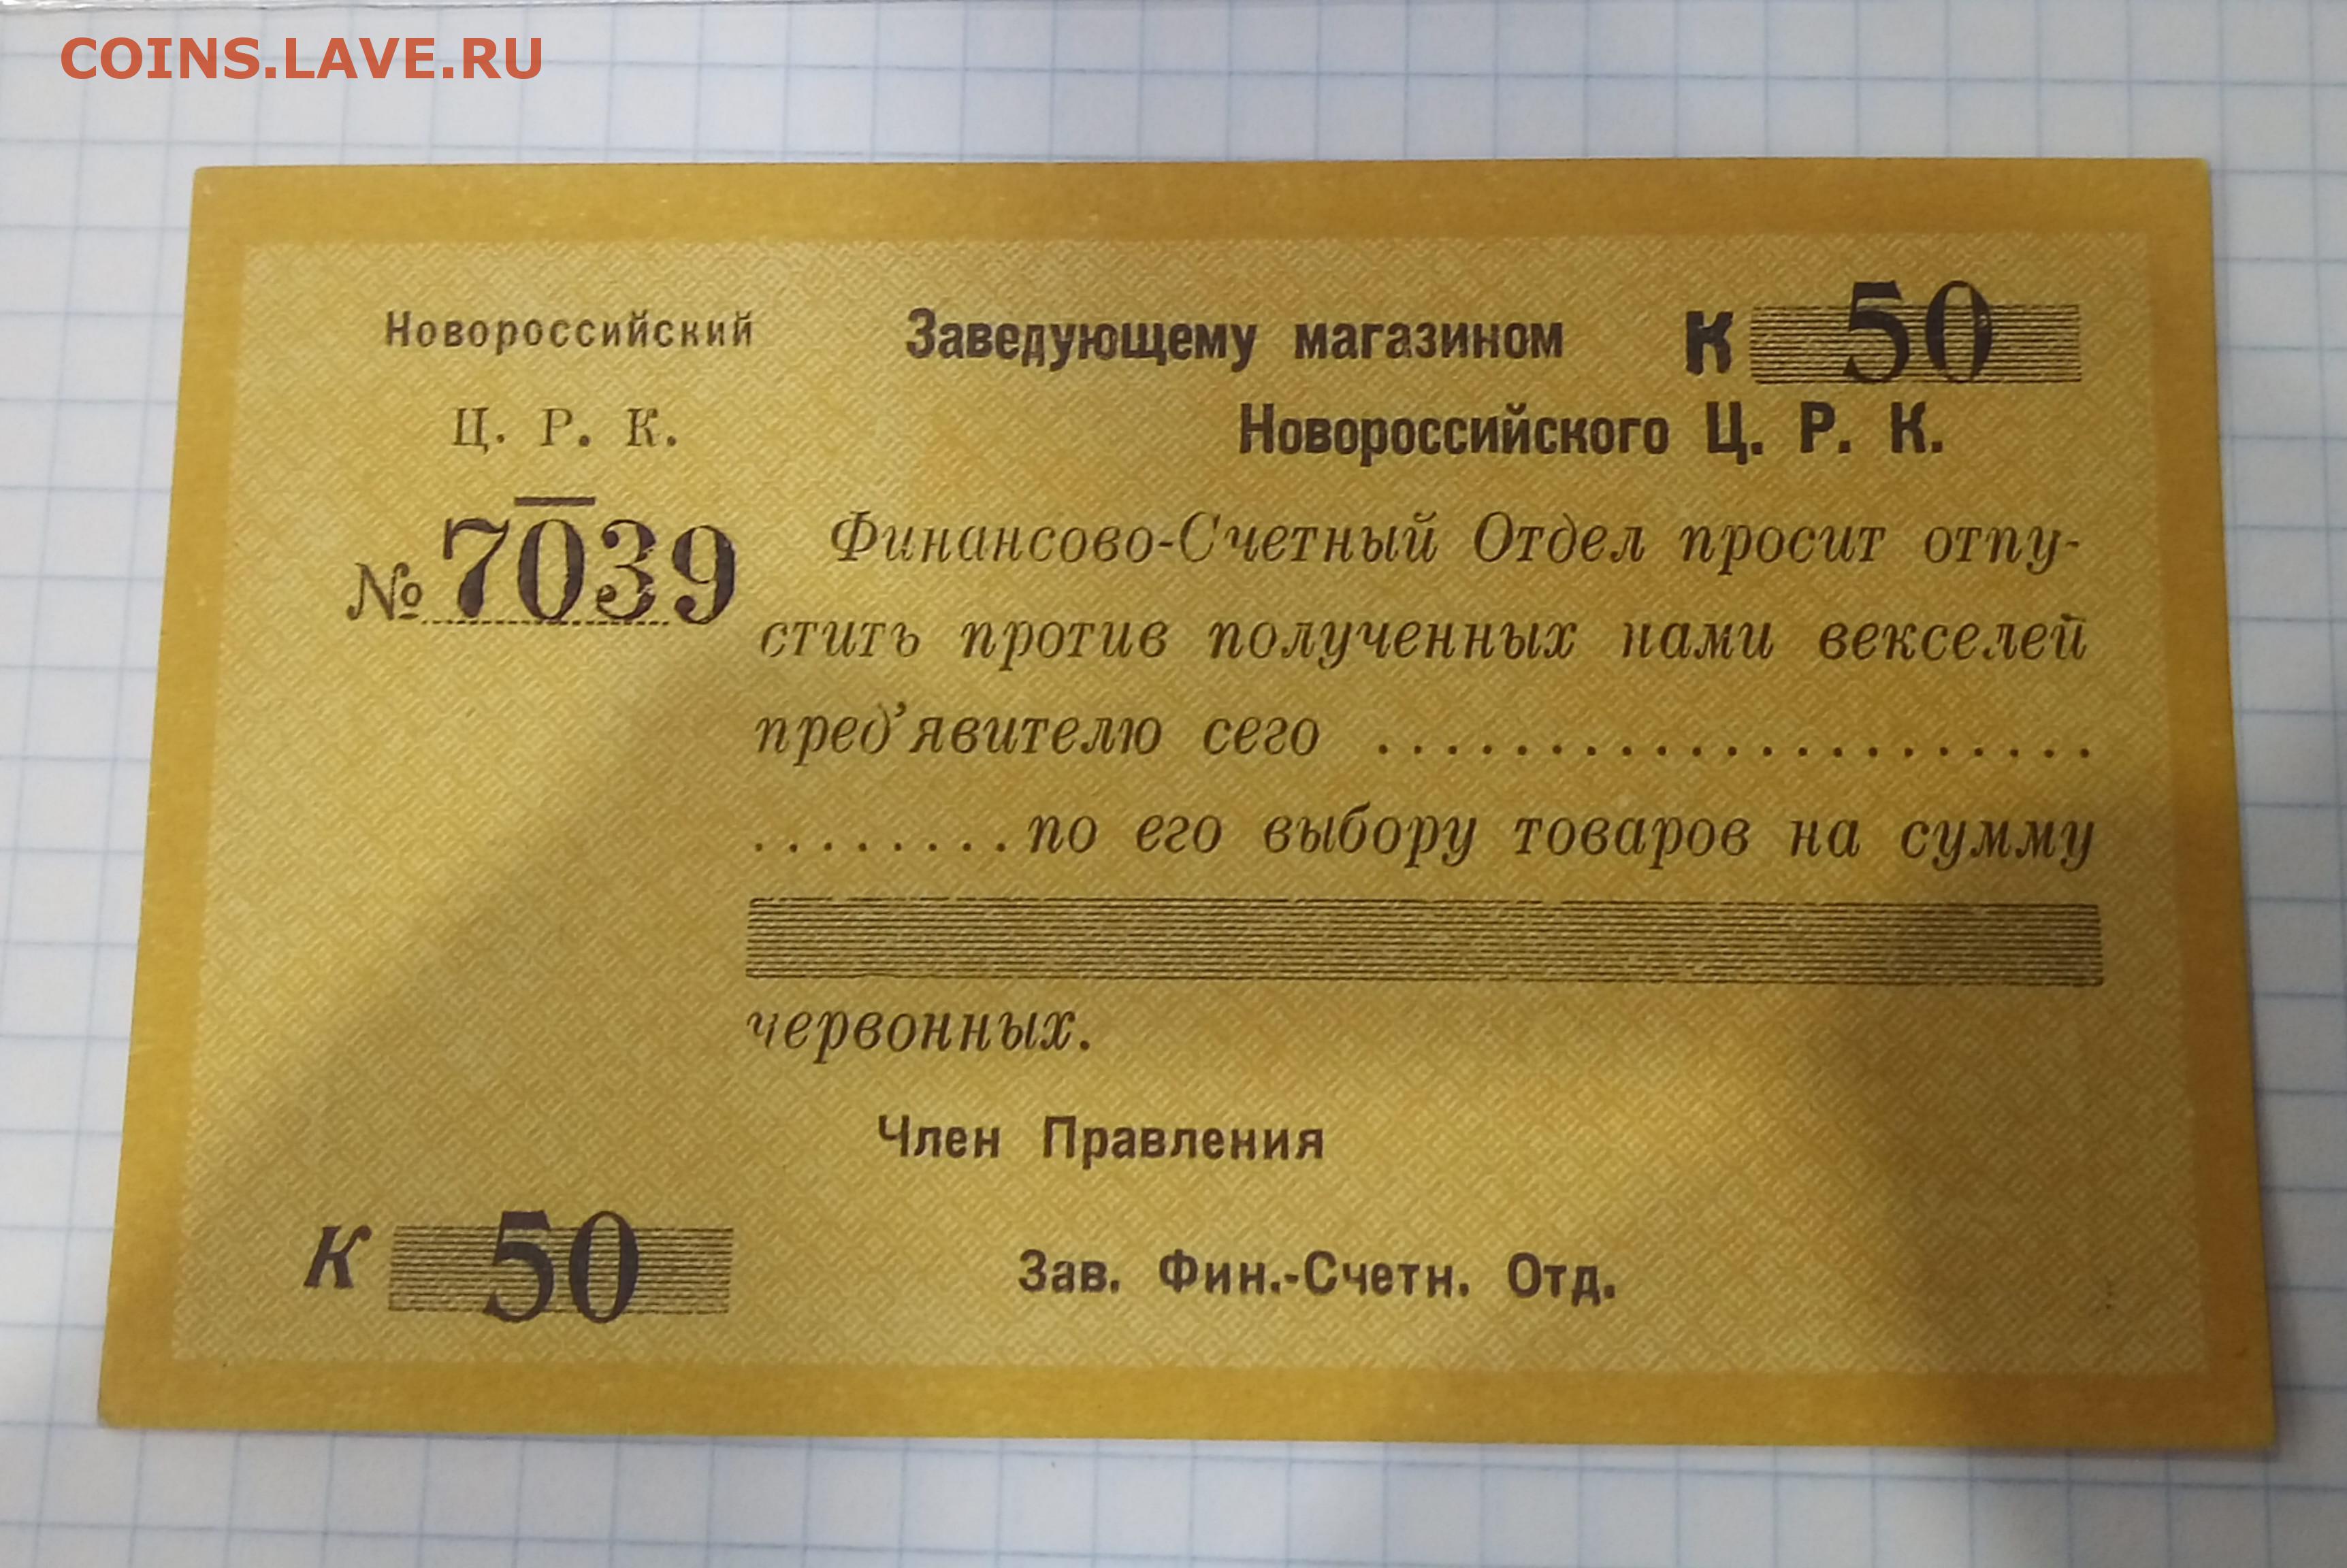 COINS.LAVE.RU
Новороссийский
Ц. Р. К.
№ 7039
Заведующему магазином К 50
Новороссийского Ц. Р. К.
Финансово-Счетный Отдел просит отпу-
стить против полученных нами векселей
пред’явителю сего .....................
........ по его выбору товаров на сумму
червонных.
Член Правления
К 50
Зав. Фин.-Счетн. Отд.